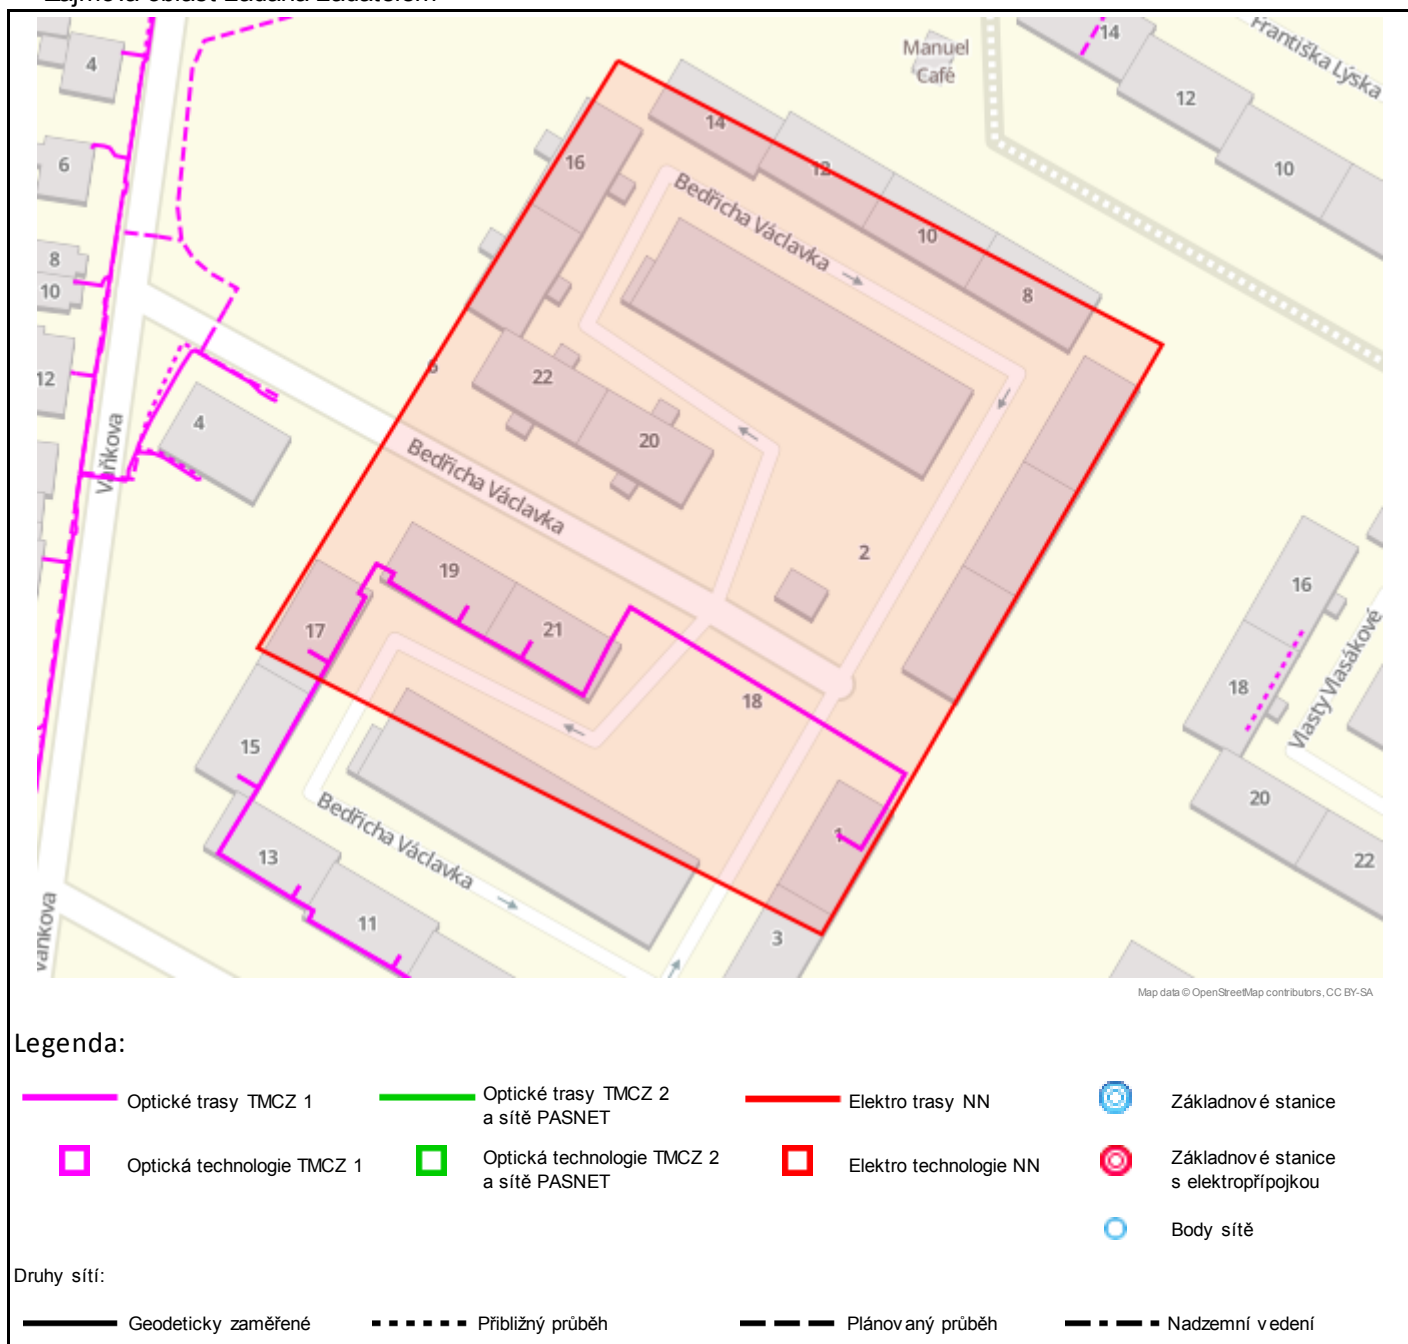 Manuel
Café
Františka Lýska
14
12
10
4
6
8
10
12
4
16
14
12
10
8
Bedřicha Václavka
22
20
6
Vaňkova
Bedřicha Václavka
2
19
21
17
18
15
1
13
11
3
Bedřicha Václavka
Vaňkova
16
18
Vlasty Vlasákové
20
22
Map data © OpenStreetMap contributors, CC BY-SA
Legenda:
Optické trasy TMCZ 1
Optické trasy TMCZ 2
a sítě PASNET
Elektro trasy NN
Základnové stanice
Optická technologie TMCZ 1
Optická technologie TMCZ 2
a sítě PASNET
Elektro technologie NN
Základnové stanice
s elektropřípojkou
Body sítě
Druhy sítí:
Geodeticky zaměřené
Přibližný průběh
Plánovaný průběh
Nadzemní vedení